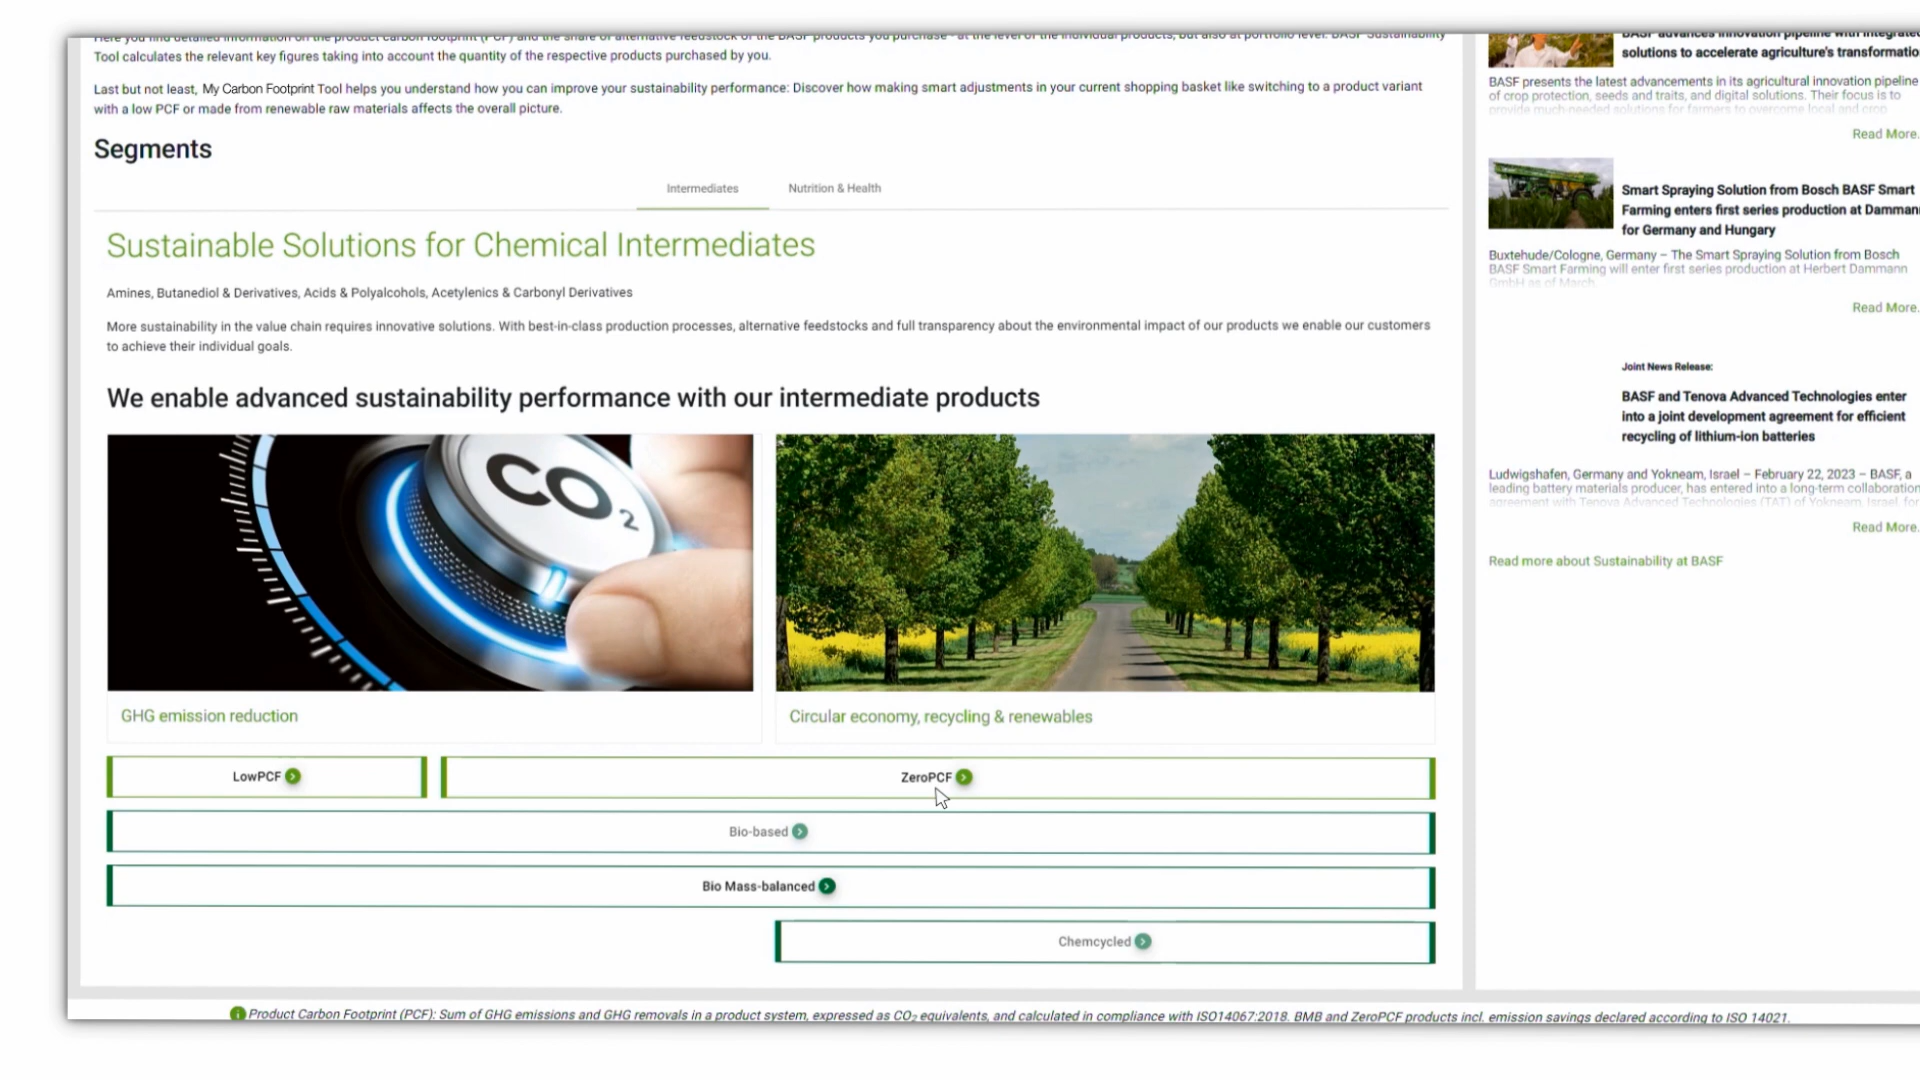 Here you find detailed information on the product carbon footprint (PCF) and the share of alternative feedstock of the BASF products you purchase - at the level of the individual products, but also at portfolio level. BASF Sustainability
Tool calculates the relevant key figures taking into account the quantity of the respective products purchased by you.
Last but not least, My Carbon Footprint Tool helps you understand how you can improve your sustainability performance: Discover how making smart adjustments in your current shopping basket like switching to a product variant
with a low PCF or made from renewable raw materials affects the overall picture.
Segments
Intermediates
Nutrition & Health
Sustainable Solutions for Chemical Intermediates
Amines, Butanediol & Derivatives, Acids & Polyalcohols, Acetylenics & Carbonyl Derivatives
More sustainability in the value chain requires innovative solutions. With best-in-class production processes, alternative feedstocks and full transparency about the environmental impact of our products we enable our customers
to achieve their individual goals.
We enable advanced sustainability performance with our intermediate products
CO2
GHG emission reduction
Circular economy, recycling & renewables
LowPCF
ZeroPCF
Bio-based
Bio Mass-balanced
Chemcycled
BASF advances innovation pipeline with integrated
solutions to accelerate agriculture's transformatio
BASF presents the latest advancements in its agricultural innovation pipeline
of crop protection, seeds and traits, and digital solutions. Their focus is to
provide much-needed solutions for farmers to overcome local and crop
Read More.
Smart Spraying Solution from Bosch BASF Smart
Farming enters first series production at Damman
for Germany and Hungary
Buxtehude/Cologne, Germany – The Smart Spraying Solution from Bosch
BASF Smart Farming will enter first series production at Herbert Dammann
GmbH as of March
Read More.
Joint News Release:
BASF and Tenova Advanced Technologies enter
into a joint development agreement for efficient
recycling of lithium-ion batteries
Ludwigshafen, Germany and Yokneam, Israel – February 22, 2023 – BASF, a
leading battery materials producer, has entered into a long-term collaboration
agreement with Tenova Advanced Technologies (TAT) of Yokneam, Israel, for
Read More.
Read more about Sustainability at BASF
Product Carbon Footprint (PCF): Sum of GHG emissions and GHG removals in a product system, expressed as CO2 equivalents, and calculated in compliance with ISO14067:2018. BMB and ZeroPCF products incl. emission savings declared according to ISO 14021.